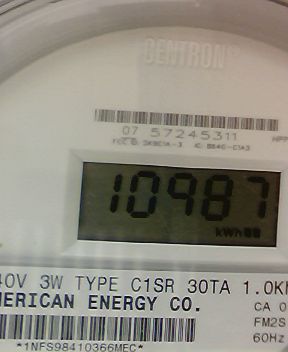 CENTRON®
07 57245311
10987
kWh
40V 3W TYPE C1SR 30TA 1.0K
MERICAN ENERGY CO.
CA 0
FM2S
60Hz
*1NFS98410366MEC*